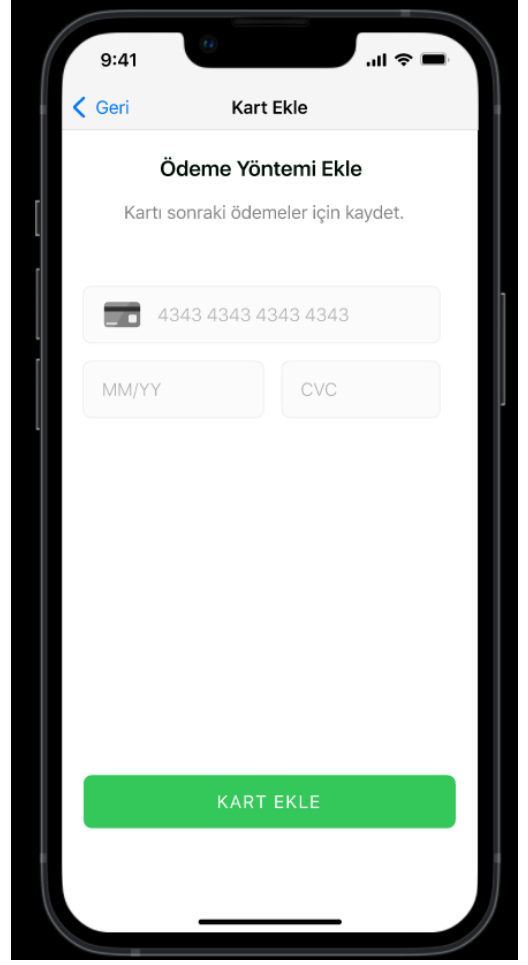 9:41
Geri
Kart Ekle
Ödeme Yöntemi Ekle
Kartı sonraki ödemeler için kaydet.
4343 4343 4343 4343
MM/YY
CVC
KART EKLE